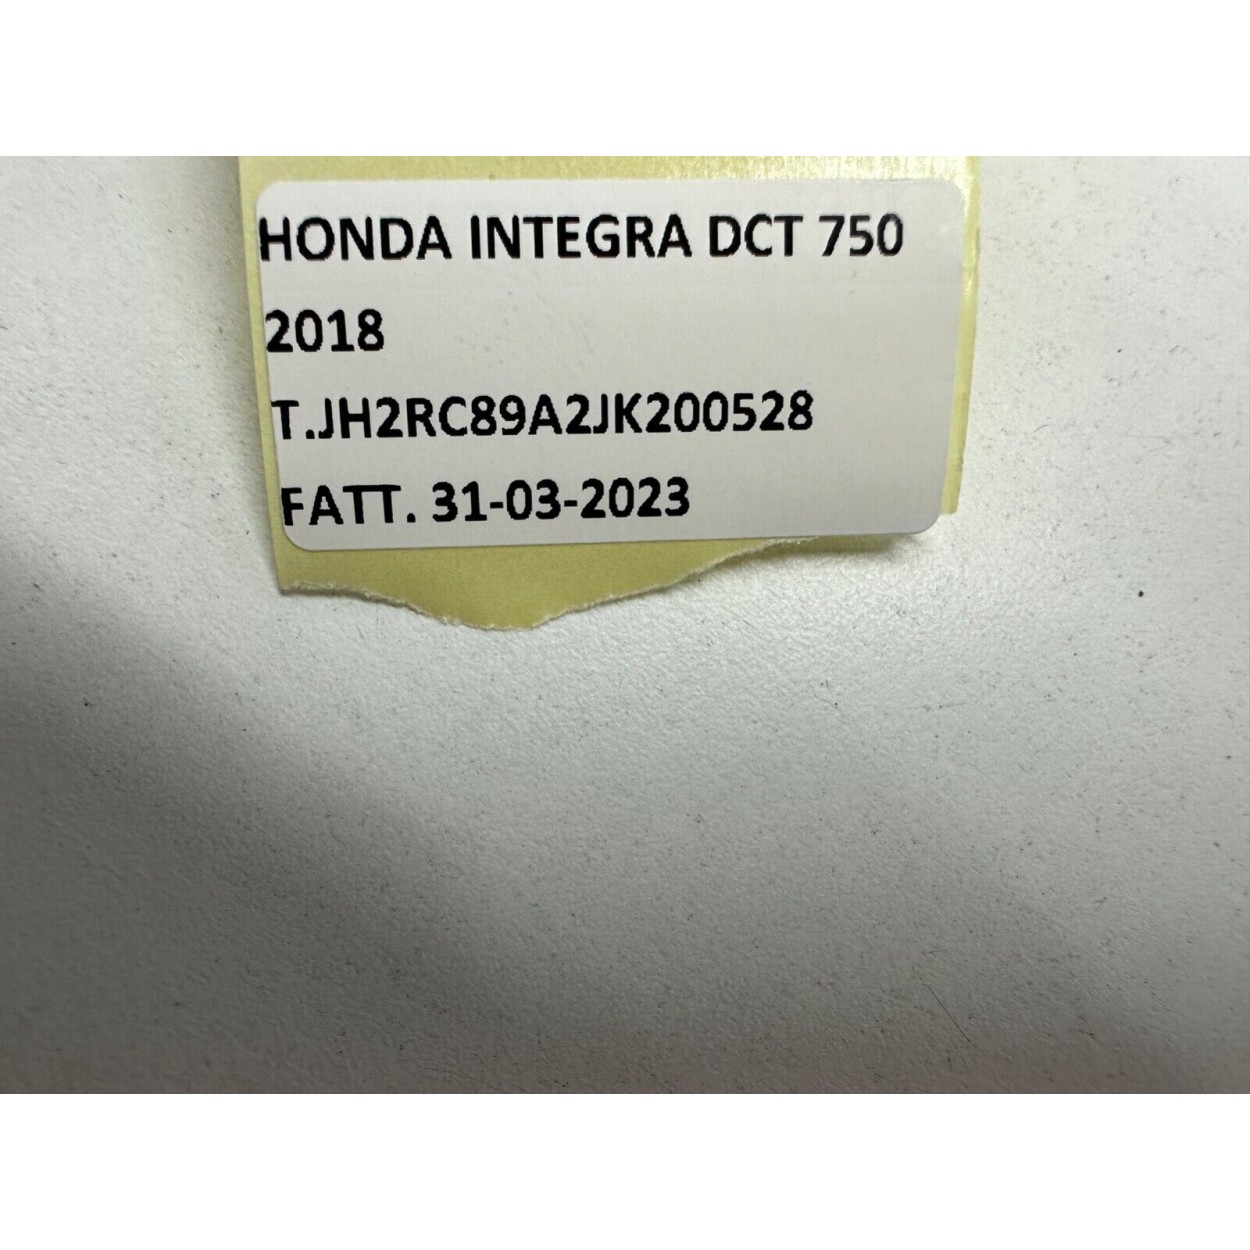 HONDA INTEGRA DCT 750
2018
T.JH2RC89A2JK200528
FATT. 31-03-2023